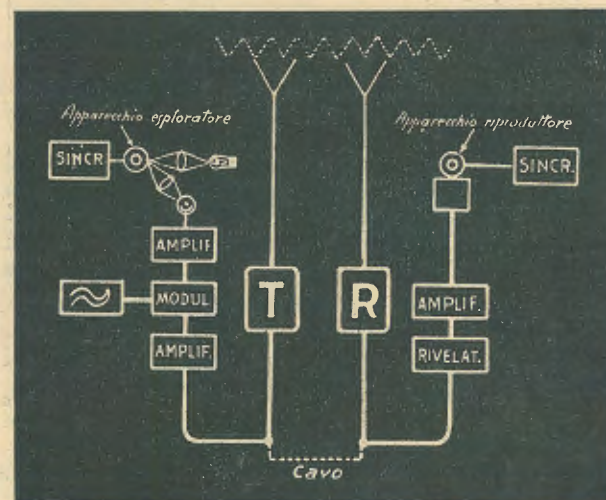 Apparecchio esploratore
Apparecchio riproduttore
SINCR
SINCR.
AMPLIF
MODUL
AMPLIF.
T
R
AMPLIF.
RIVELAT.
Cavo